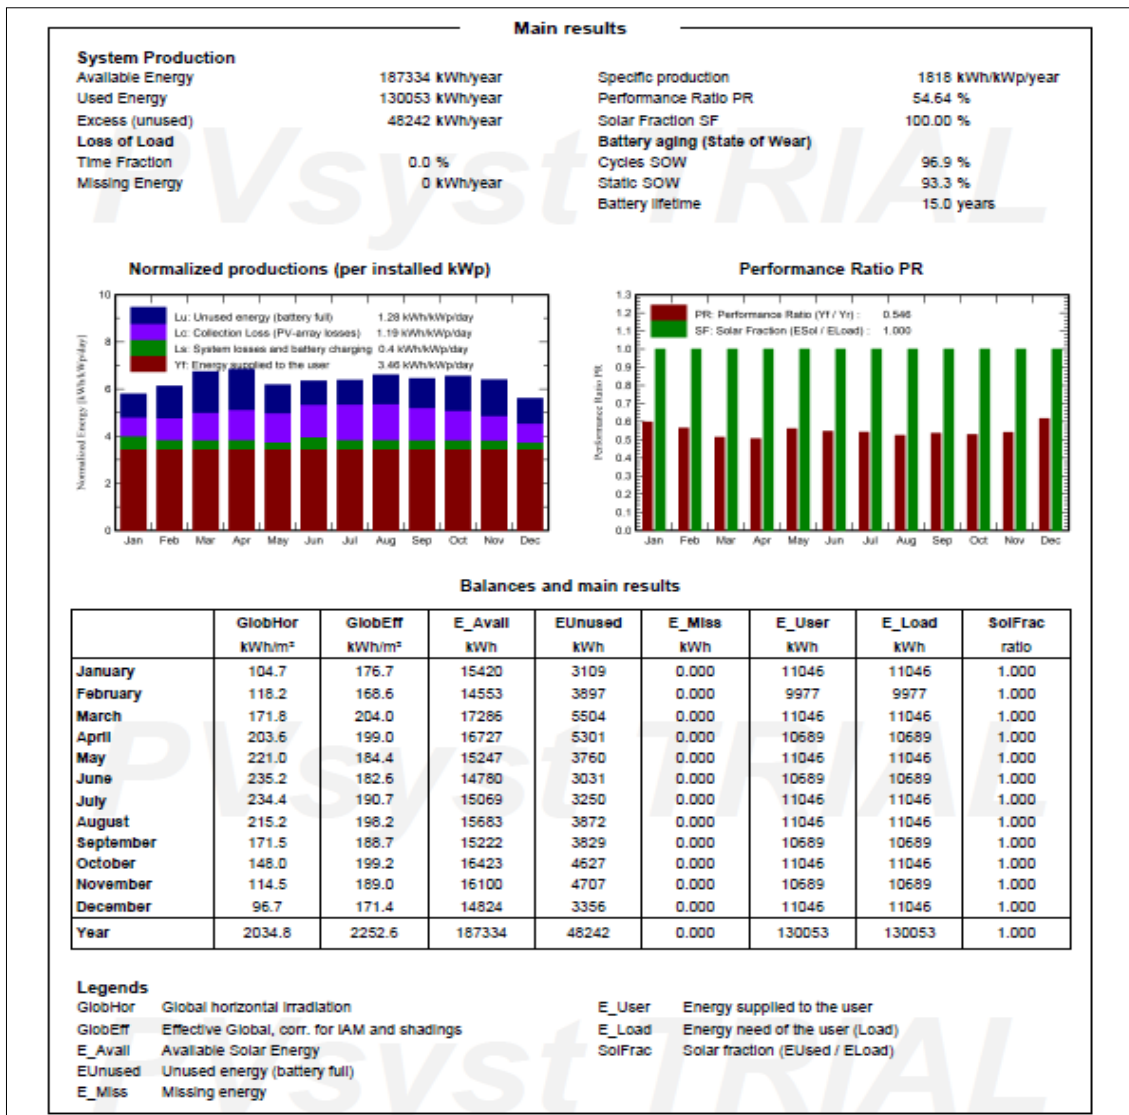 Main results
System Production
Available Energy 187334 kWh/year
Used Energy 130053 kWh/year
Excess (unused) 48242 kWh/year
Loss of Load
Time Fraction 0.0 %
Missing Energy 0 kWh/year
Specific production 1818 kWh/kWp/year
Performance Ratio PR 54.64 %
Solar Fraction SF 100.00 %
Battery aging (State of Wear)
Cycles SOW 96.9 %
Static SOW 93.3 %
Battery lifetime 15.0 years
PVsyst TRIAL
Normalized productions (per installed kWp)
Normalized Energy [kWh/kWp/day]
10
8
6
4
2
0
Lu: Unused energy (battery full) 1.28 kWh/kWp/day
Lc: Collection Loss (PV-array losses) 1.19 kWh/kWp/day
Ls: System losses and battery charging 0.4 kWh/kWp/day
Yf: Energy supplied to the user 3.46 kWh/kWp/day
Jan Feb Mar Apr May Jun Jul Aug Sep Oct Nov Dec
Performance Ratio PR
Performance Ratio PR
1.3
1.2
1.1
1.0
0.9
0.8
0.7
0.6
0.5
0.4
0.3
0.2
0.1
0.0
PR: Performance Ratio (Yf / Yr) : 0.546
SF: Solar Fraction (ESol / ELoad) : 1.000
Jan Feb Mar Apr May Jun Jul Aug Sep Oct Nov Dec
Balances and main results
GlobHor GlobEff E_Avail EUnused E_Miss E_User E_Load SolFrac
kWh/m² kWh/m² kWh kWh kWh kWh kWh ratio
January 104.7 176.7 15420 3109 0.000 11046 11046 1.000
February 118.2 168.6 14553 3897 0.000 9977 9977 1.000
March 171.8 204.0 17286 5504 0.000 11046 11046 1.000
April 203.6 199.0 16727 5301 0.000 10689 10689 1.000
May 221.0 184.4 15247 3760 0.000 11046 11046 1.000
June 235.2 182.6 14780 3031 0.000 10689 10689 1.000
July 234.4 190.7 15069 3250 0.000 11046 11046 1.000
August 215.2 198.2 15683 3872 0.000 11046 11046 1.000
September 171.5 188.7 15222 3829 0.000 10689 10689 1.000
October 148.0 199.2 16423 4627 0.000 11046 11046 1.000
November 114.5 189.0 16100 4707 0.000 10689 10689 1.000
December 96.7 171.4 14824 3356 0.000 11046 11046 1.000
Year 2034.8 2252.6 187334 48242 0.000 130053 130053 1.000
PVsyst TRIAL
Legends
GlobHor Global horizontal irradiation
GlobEff Effective Global, corr. for IAM and shadings
E_Avail Available Solar Energy
EUnused Unused energy (battery full)
E_Miss Missing energy
E_User Energy supplied to the user
E_Load Energy need of the user (Load)
SolFrac Solar fraction (EUsed / ELoad)
PVsyst TRIAL